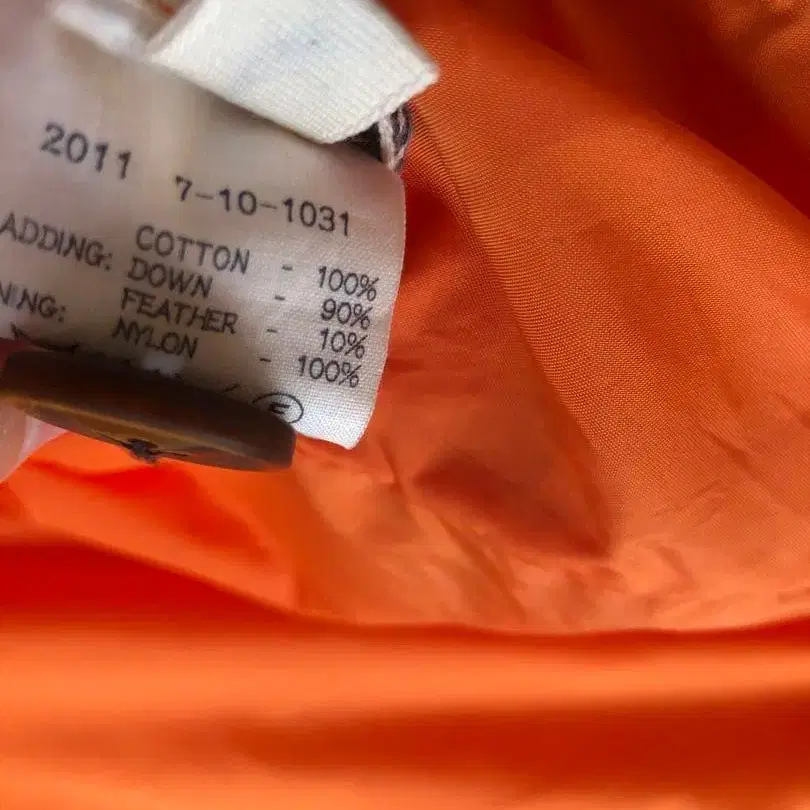 2011 7-10-1031
COTTON - 100%
ADDING: DOWN - 90%
FEATHER - 10%
NING: NYLON - 100%